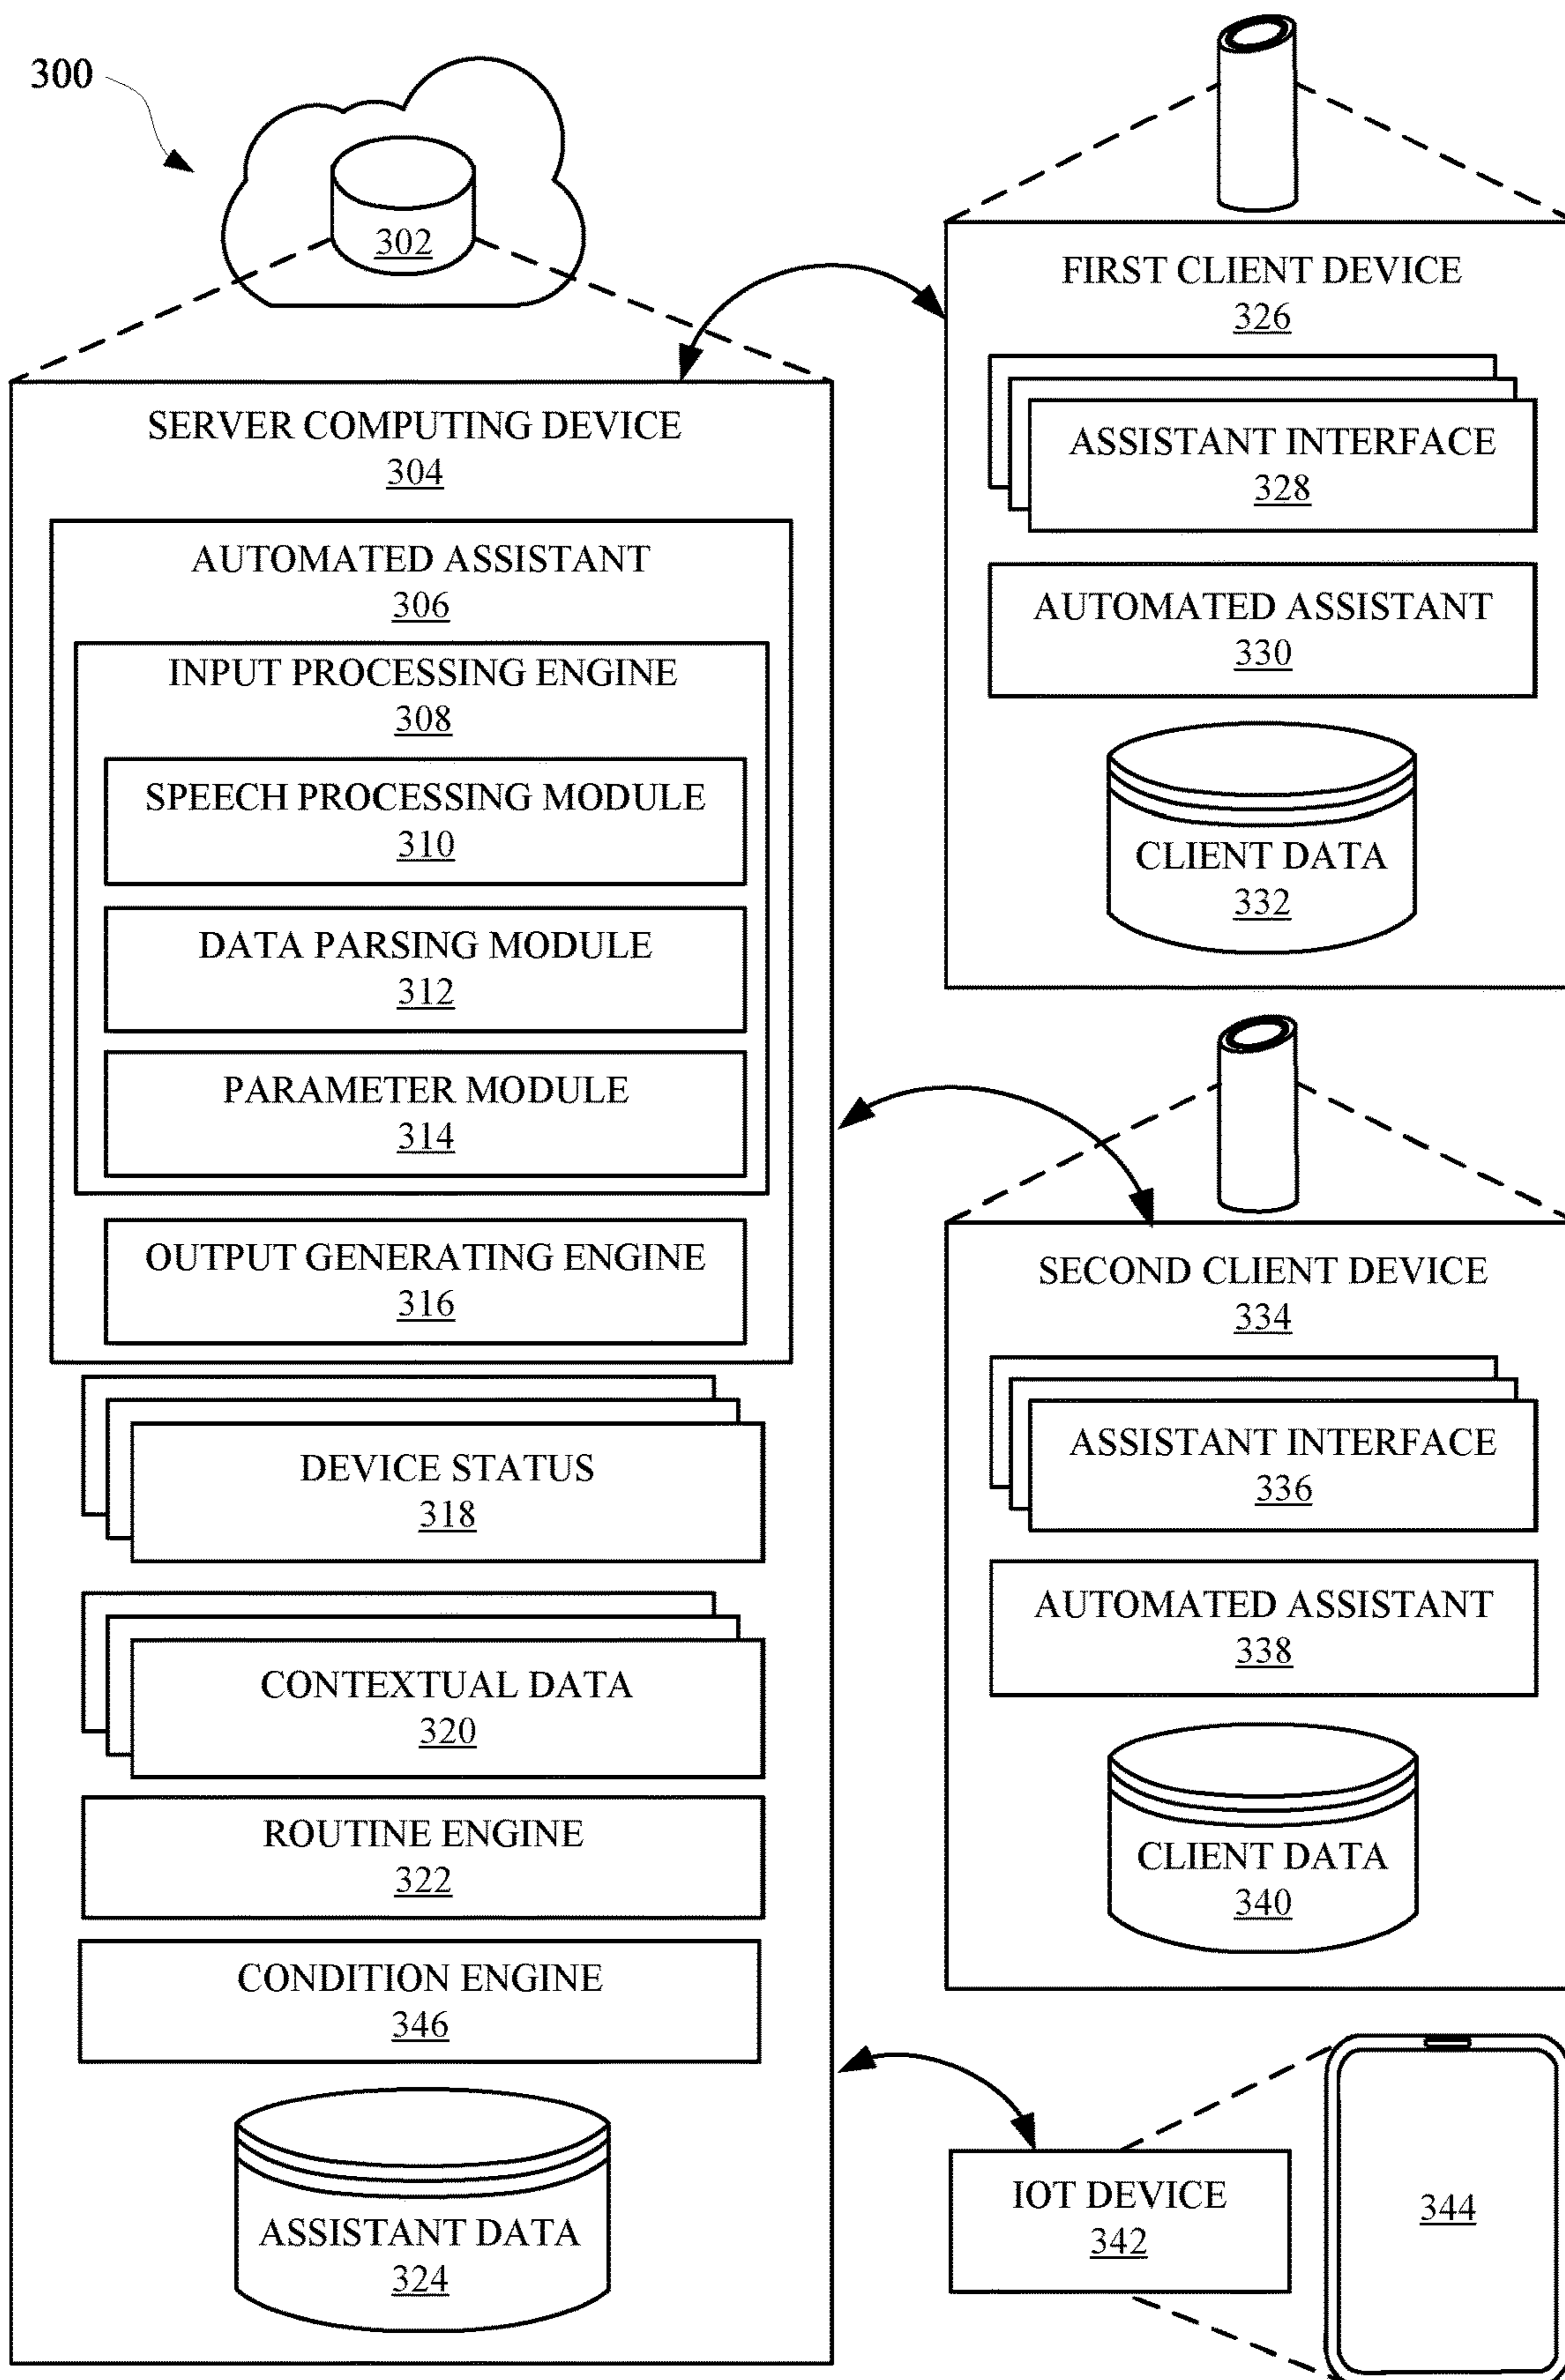 300
302
SERVER COMPUTING DEVICE
304
AUTOMATED ASSISTANT
306
INPUT PROCESSING ENGINE
308
SPEECH PROCESSING MODULE
310
DATA PARSING MODULE
312
PARAMETER MODULE
314
OUTPUT GENERATING ENGINE
316
DEVICE STATUS
318
CONTEXTUAL DATA
320
ROUTINE ENGINE
322
CONDITION ENGINE
346
ASSISTANT DATA
324
FIRST CLIENT DEVICE
326
ASSISTANT INTERFACE
328
AUTOMATED ASSISTANT
330
CLIENT DATA
332
SECOND CLIENT DEVICE
334
ASSISTANT INTERFACE
336
AUTOMATED ASSISTANT
338
CLIENT DATA
340
IOT DEVICE
342
344